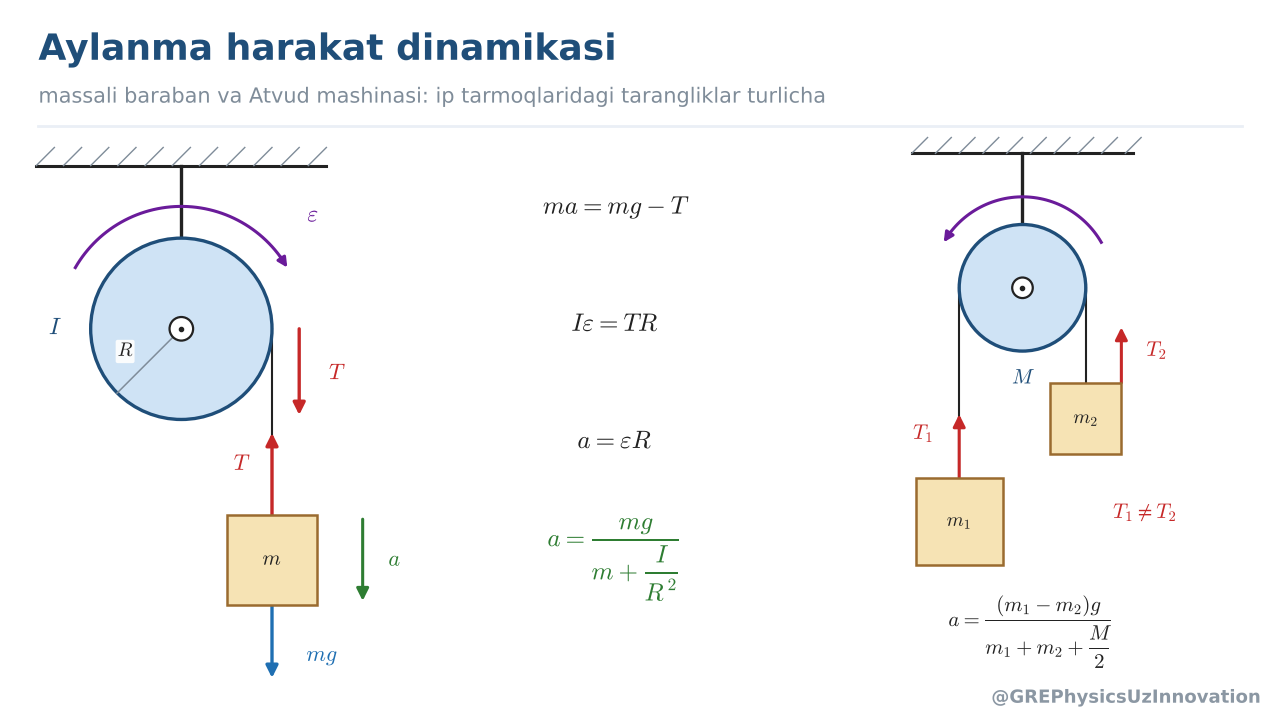 Aylanma harakat dinamikasi
massali baraban va Atvud mashinasi: ip tarmoqlaridagi tarangliklar turlicha
ε
I
R
T
T
m
a
mg
ma = mg − T
Iε = TR
a = εR
a = mg / (m + I/R²)
M
T₂
m₂
T₁
m₁
T₁ ≠ T₂
a = (m₁ − m₂)g / (m₁ + m₂ + M/2)
@GREPhysicsUzInnovation